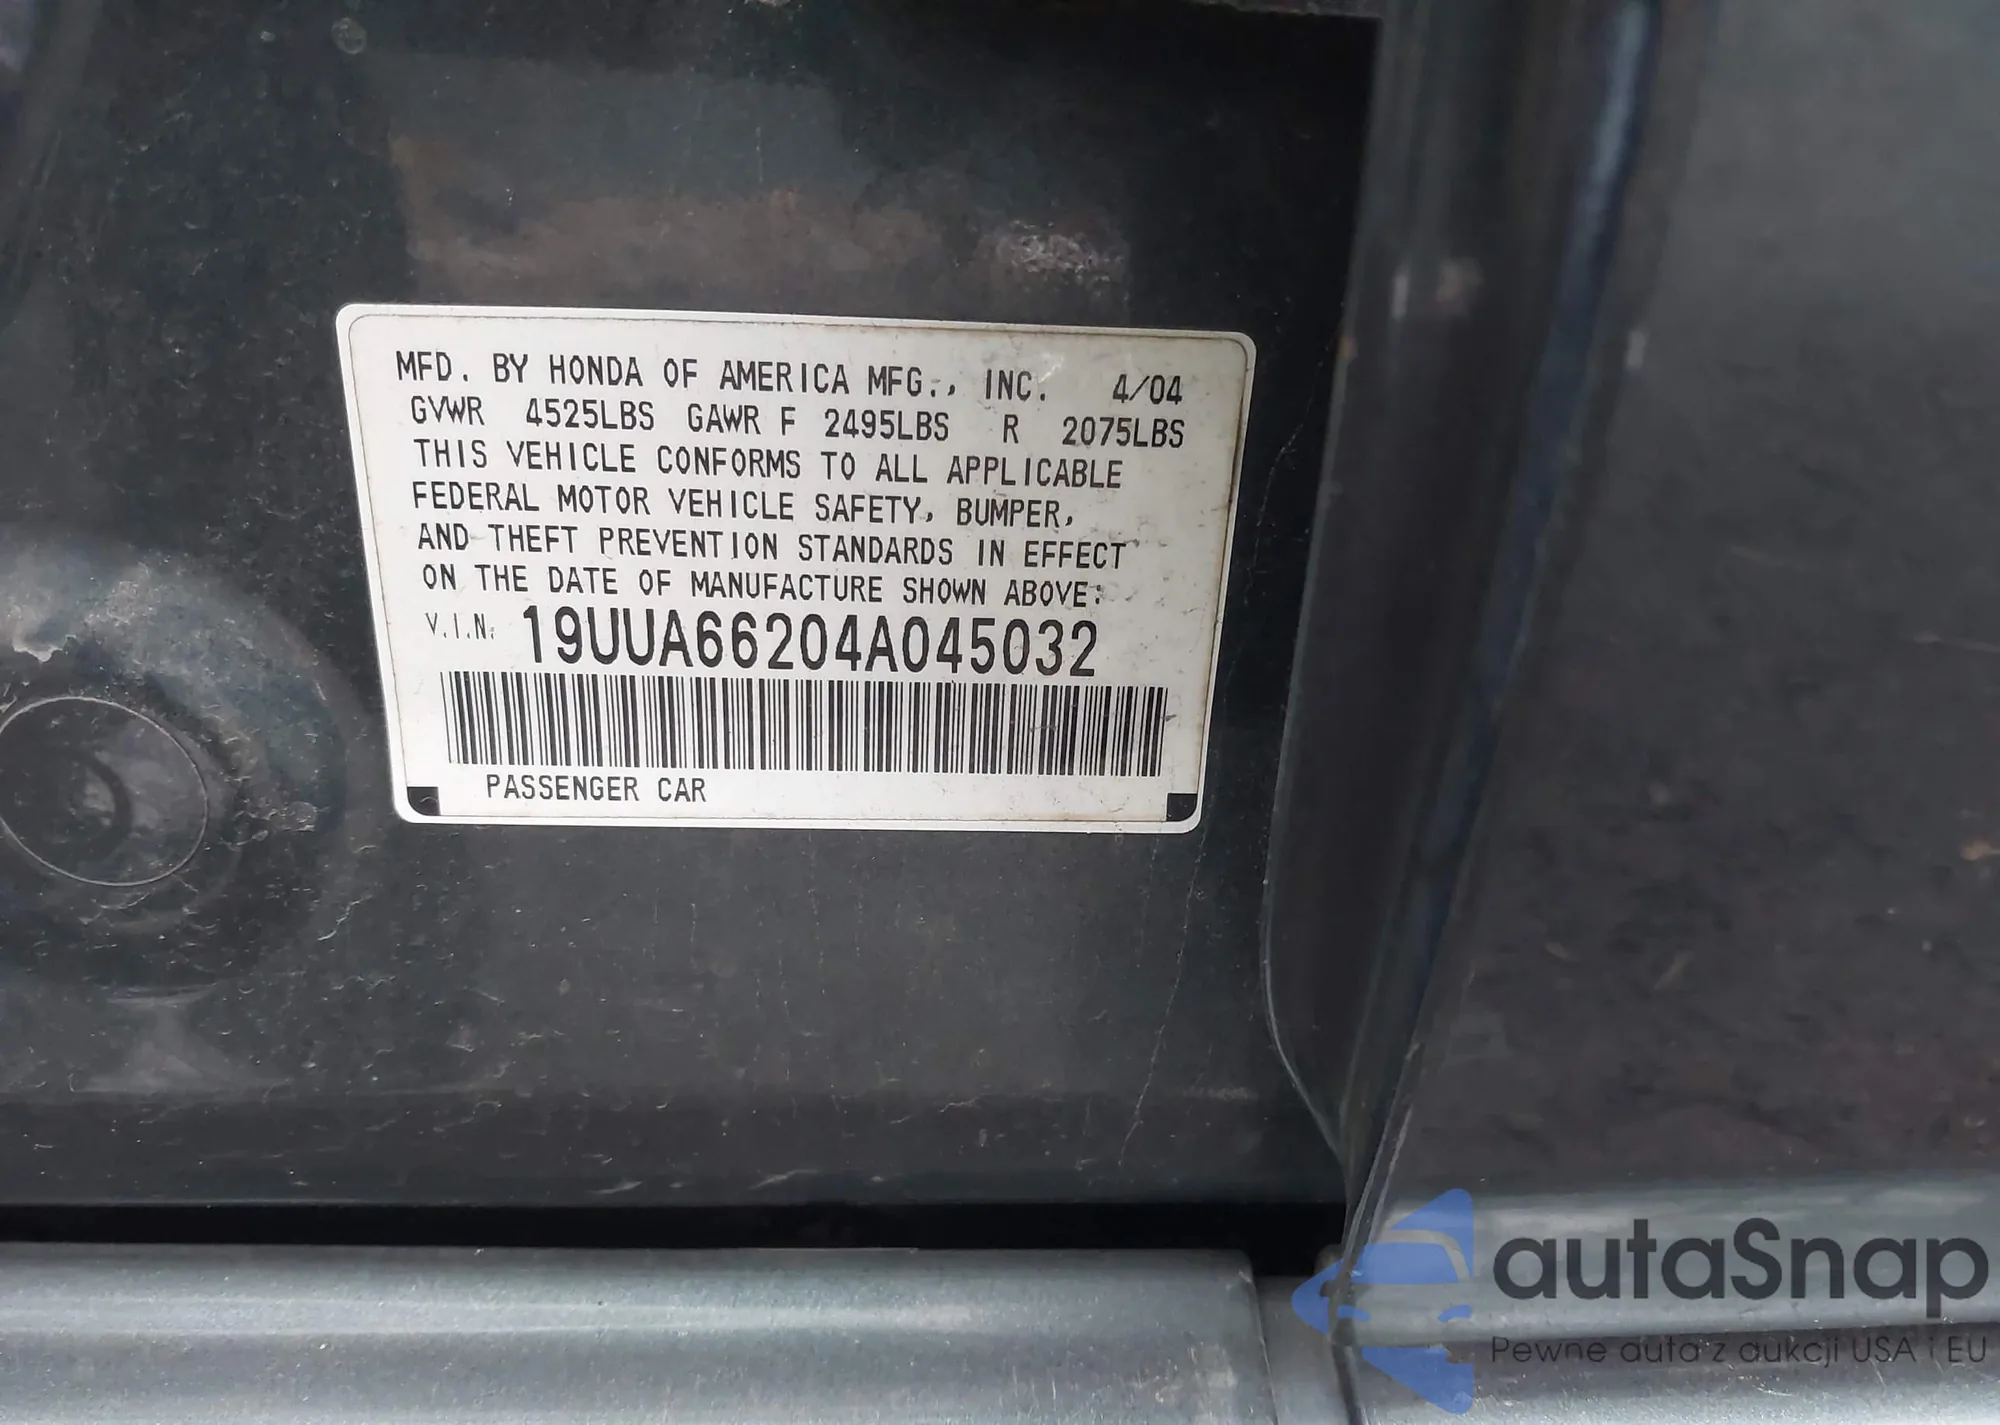 MFD. BY HONDA OF AMERICA MFG., INC. 4/04
GVWR 4525LBS GAWR F 2495LBS R 2075LBS
THIS VEHICLE CONFORMS TO ALL APPLICABLE
FEDERAL MOTOR VEHICLE SAFETY, BUMPER,
AND THEFT PREVENTION STANDARDS IN EFFECT
ON THE DATE OF MANUFACTURE SHOWN ABOVE:
V.I.N: 19UUA66204A045032
PASSENGER CAR
autaSnap
Pewne auta z aukcji USA i EU